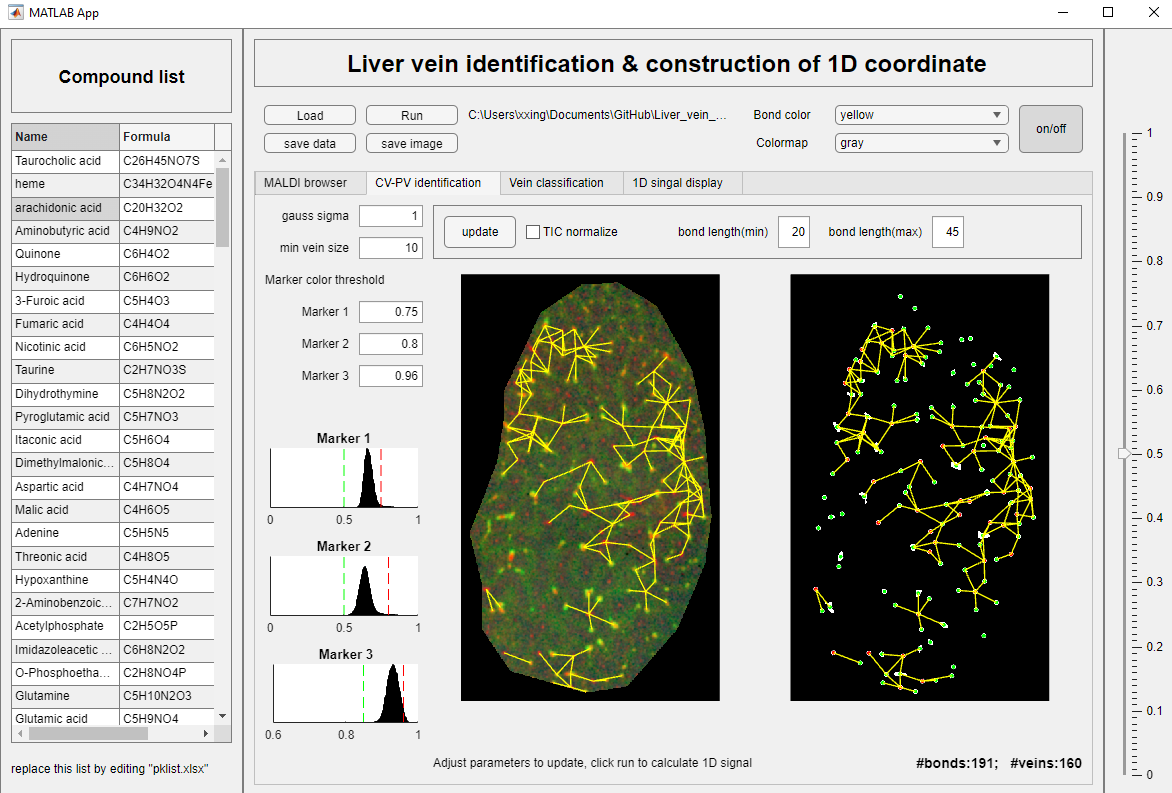 MATLAB App
Compound list
Name Formula
Taurocholic acid C26H45NO7S
heme C34H32O4N4Fe
arachidonic acid C20H32O2
Aminobutyric acid C4H9NO2
Quinone C6H4O2
Hydroquinone C6H6O2
3-Furoic acid C5H4O3
Fumaric acid C4H4O4
Nicotinic acid C6H5NO2
Taurine C2H7NO3S
Dihydrothymine C5H8N2O2
Pyroglutamic acid C5H7NO3
Itaconic acid C5H6O4
Dimethylmalonic... C5H8O4
Aspartic acid C4H7NO4
Malic acid C4H6O5
Adenine C5H5N5
Threonic acid C4H8O5
Hypoxanthine C5H4N4O
2-Aminobenzoic... C7H7NO2
Acetylphosphate C2H5O5P
Imidazoleacetic ... C6H8N2O2
O-Phosphoetha... C2H8NO4P
Glutamine C5H10N2O3
Glutamic acid C5H9NO4
replace this list by editing "pklist.xlsx"
Liver vein identification & construction of 1D coordinate
Load Run C:\Users\xxing\Documents\GitHub\Liver_vein_... Bond color yellow on/off
save data save image Colormap gray
MALDI browser CV-PV identification Vein classification 1D singal display
gauss sigma 1
min vein size 10
update TIC normalize bond length(min) 20 bond length(max) 45
Marker color threshold
Marker 1 0.75
Marker 2 0.8
Marker 3 0.96
Marker 1
0 0.5 1
Marker 2
0 0.5 1
Marker 3
0.6 0.8 1
Adjust parameters to update, click run to calculate 1D signal
#bonds:191; #veins:160
1
0.9
0.8
0.7
0.6
0.5
0.4
0.3
0.2
0.1
0